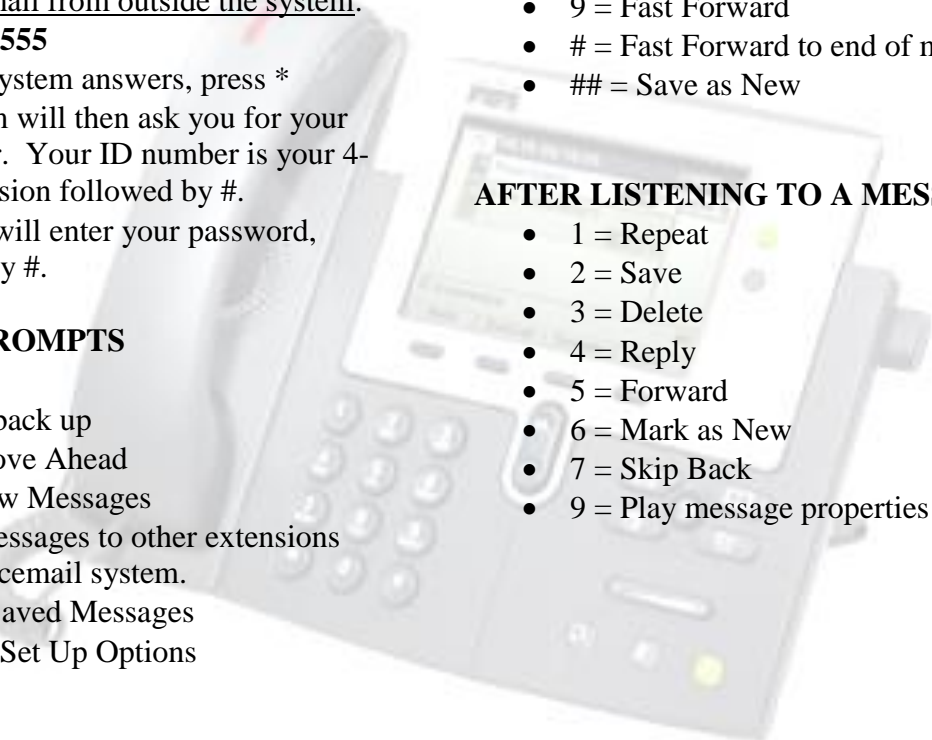 ail from outside the system.
555
ystem answers, press *
n will then ask you for your
r. Your ID number is your 4-
sion followed by #.
will enter your password,
y #.
ROMPTS
back up
ove Ahead
w Messages
essages to other extensions
cemail system.
aved Messages
Set Up Options
• 9 = Fast Forward
• # = Fast Forward to end of m
• ## = Save as New
AFTER LISTENING TO A MESS
• 1 = Repeat
• 2 = Save
• 3 = Delete
• 4 = Reply
• 5 = Forward
• 6 = Mark as New
• 7 = Skip Back
• 9 = Play message properties